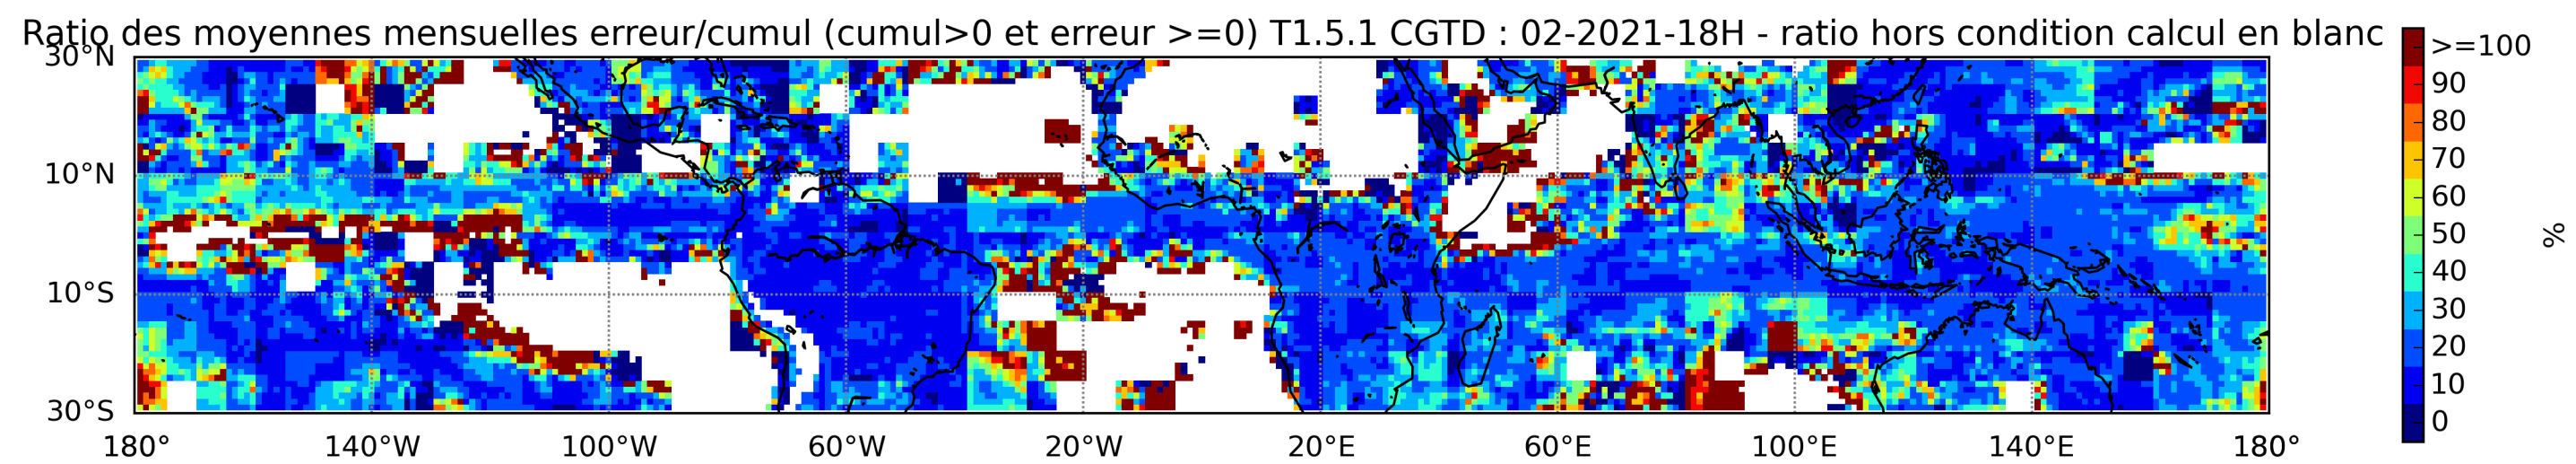 Ratio des moyennes mensuelles erreur/cumul (cumul>0 et erreur >=0) T1.5.1 CGTD : 02-2021-18H - ratio hors condition calcul en blanc
30°N
10°N
10°S
30°S
180°
140°W
100°W
60°W
20°W
20°E
60°E
100°E
140°E
180°
>=100
90
80
70
60
50
40
30
20
10
0
%